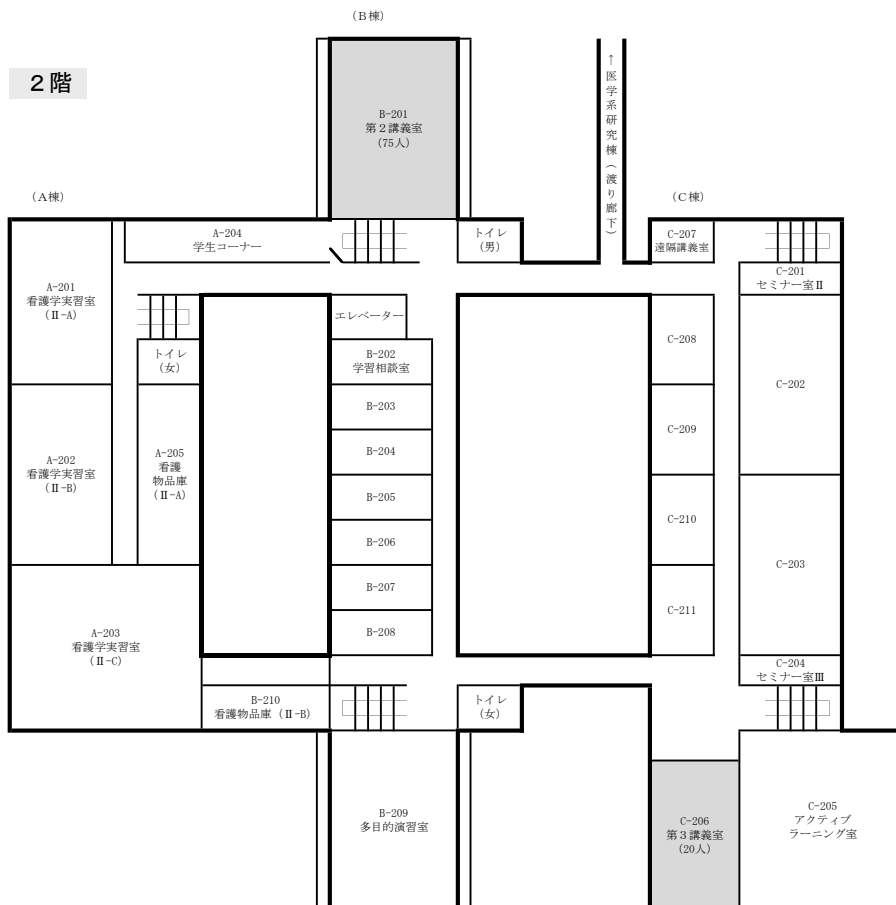 （B棟）
２階
B-201
第２講義室
（75人）
↑医学系研究棟（渡り廊下）
（A棟）
（C棟）
A-204
学生コーナー
トイレ
（男）
C-207
遠隔講義室
C-201
セミナー室Ⅱ
A-201
看護学実習室
（Ⅱ-A）
エレベーター
トイレ
（女）
B-202
学習相談室
C-208
C-202
B-203
A-202
看護学実習室
（Ⅱ-B）
A-205
看護
物品庫
（Ⅱ-A）
B-204
C-209
B-205
B-206
C-210
C-203
B-207
B-208
C-211
A-203
看護学実習室
（Ⅱ-C）
C-204
セミナー室Ⅲ
B-210
看護物品庫（Ⅱ-B）
トイレ
（女）
B-209
多目的演習室
C-206
第３講義室
（20人）
C-205
アクティブ
ラーニング室